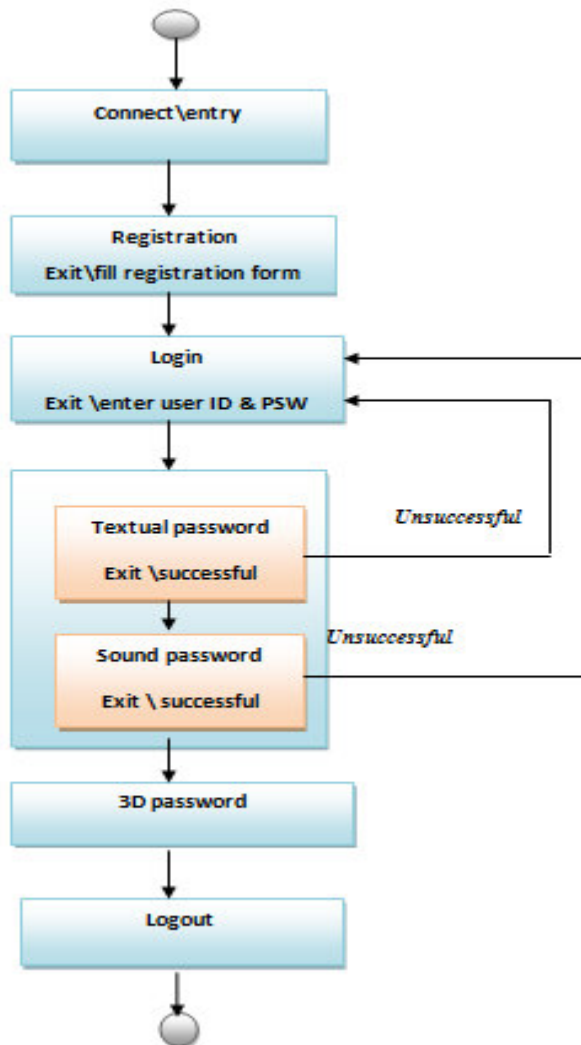 Connect\entry
Registration
Exit\fill registration form
Login
Exit \enter user ID & PSW
Textual password
Exit \successful
Unsuccessful
Sound password
Exit \ successful
Unsuccessful
3D password
Logout